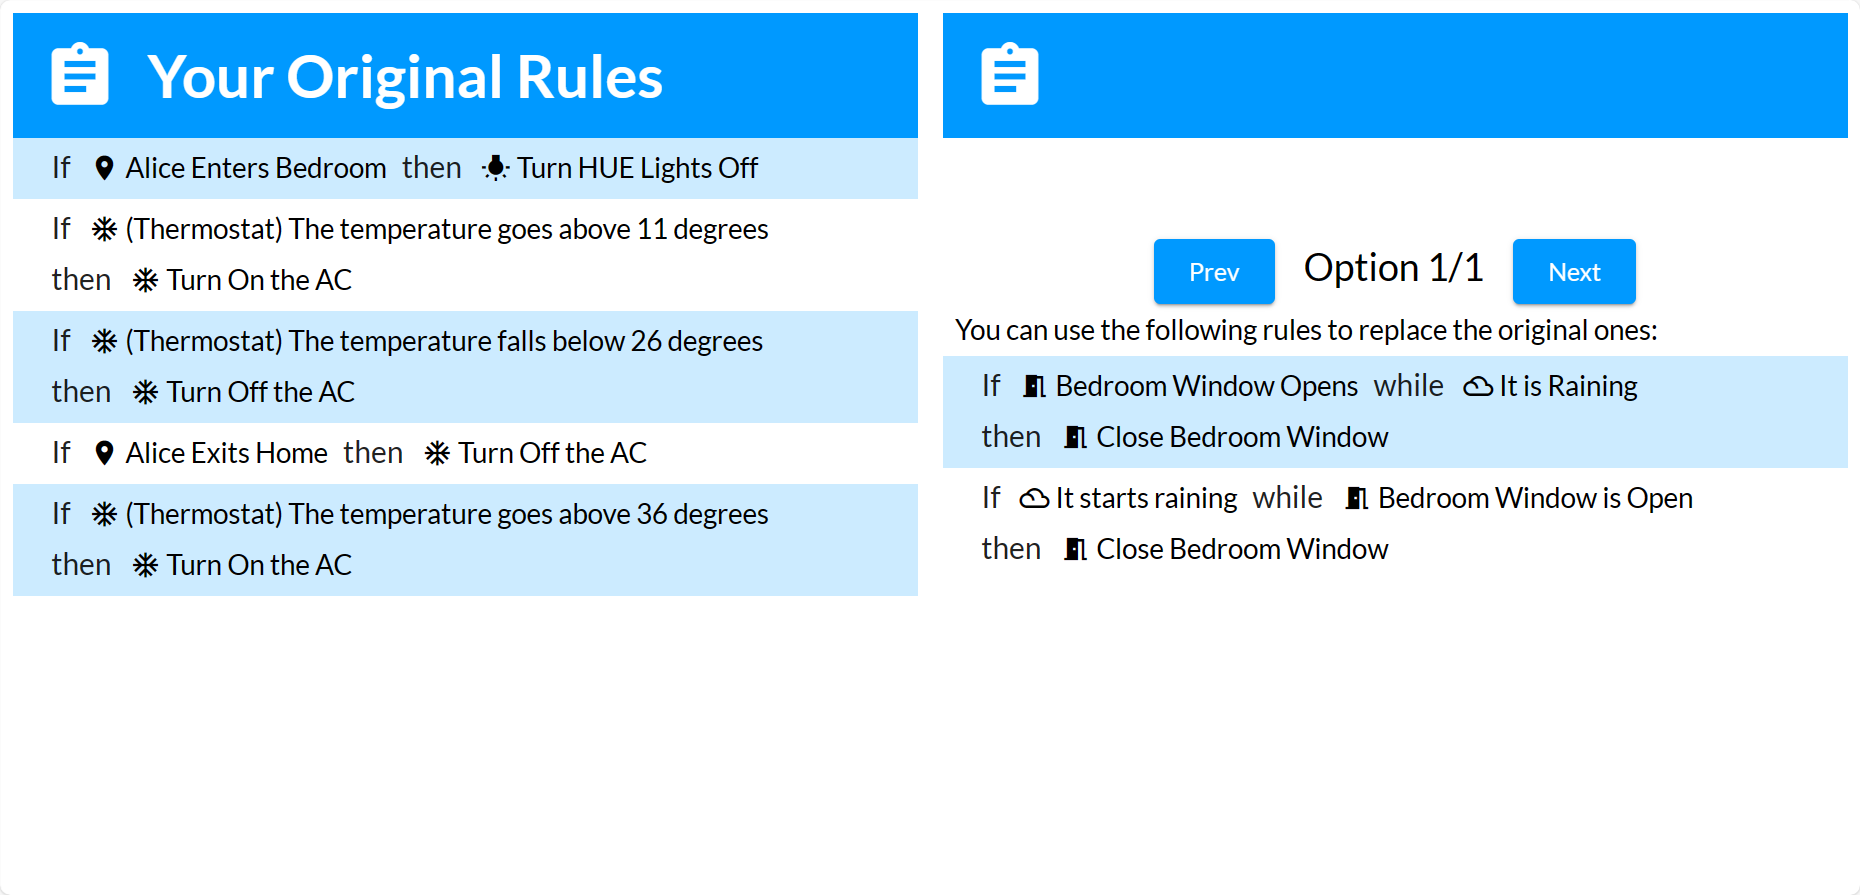 Your Original Rules
If Alice Enters Bedroom then Turn HUE Lights Off
If (Thermostat) The temperature goes above 11 degrees
then Turn On the AC
If (Thermostat) The temperature falls below 26 degrees
then Turn Off the AC
If Alice Exits Home then Turn Off the AC
If (Thermostat) The temperature goes above 36 degrees
then Turn On the AC
Prev Option 1/1 Next
You can use the following rules to replace the original ones:
If Bedroom Window Opens while It is Raining
then Close Bedroom Window
If It starts raining while Bedroom Window is Open
then Close Bedroom Window